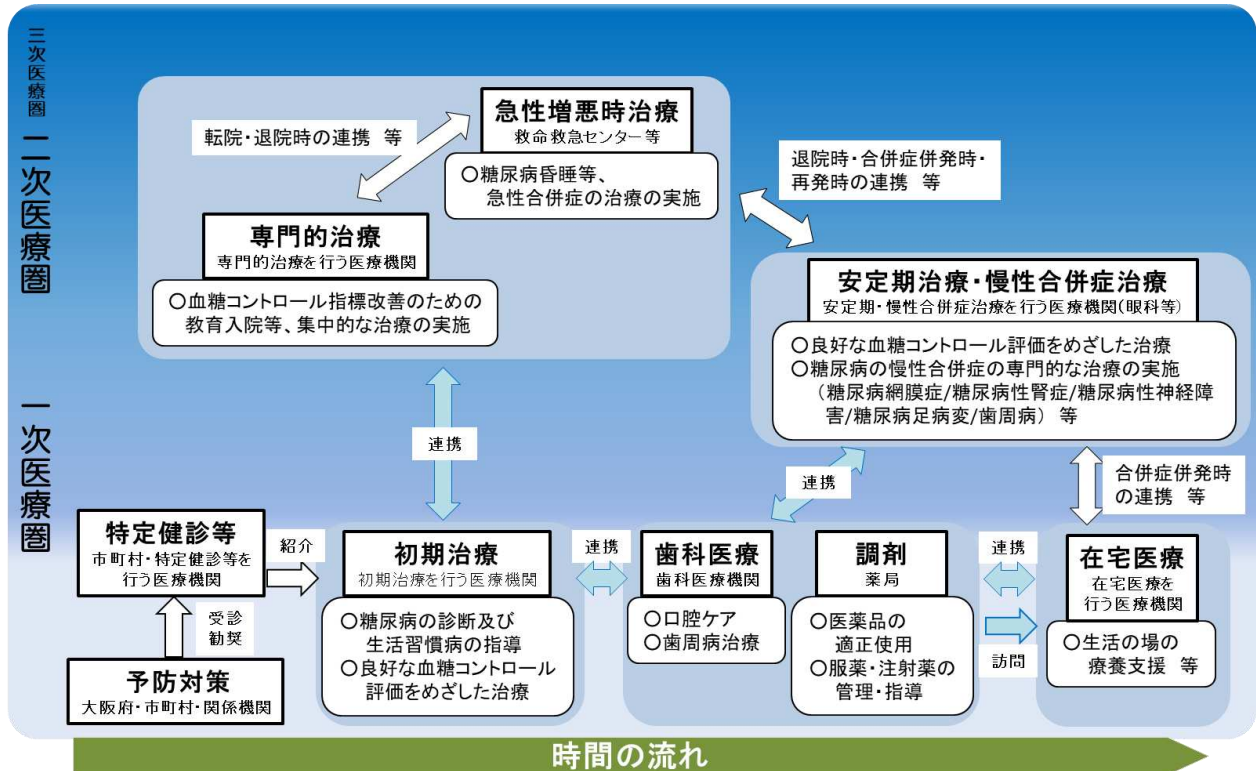 三次医療圏
二次医療圏
一次医療圏
急性増悪時治療
救命救急センター等
○糖尿病昏睡等、
急性合併症の治療の実施
転院・退院時の連携 等
専門的治療
専門的治療を行う医療機関
○血糖コントロール指標改善のための
教育入院等、集中的な治療の実施
退院時・合併症併発時・
再発時の連携 等
安定期治療・慢性合併症治療
安定期・慢性合併症治療を行う医療機関(眼科等)
○良好な血糖コントロール評価をめざした治療
○糖尿病の慢性合併症の専門的な治療の実施
(糖尿病網膜症/糖尿病性腎症/糖尿病性神経障
害/糖尿病足病変/歯周病) 等
連携
連携
合併症併発時
の連携 等
特定健診等
市町村・特定健診等を
行う医療機関
紹介
受診
勧奨
予防対策
大阪府・市町村・関係機関
初期治療
初期治療を行う医療機関
○糖尿病の診断及び
生活習慣病の指導
○良好な血糖コントロール
評価をめざした治療
連携
歯科医療
歯科医療機関
○口腔ケア
○歯周病治療
調剤
薬局
○医薬品の
適正使用
○服薬・注射薬の
管理・指導
連携
訪問
在宅医療
在宅医療を
行う医療機関
○生活の場の
療養支援 等
時間の流れ